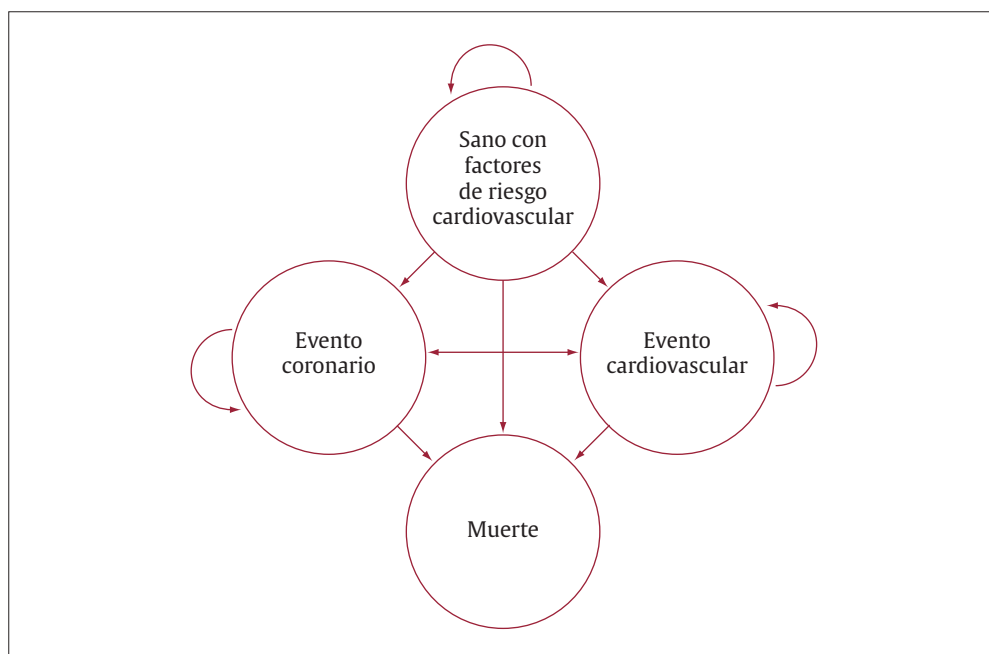 Sano con
factores
de riesgo
cardiovascular
Evento
coronario
Evento
cardiovascular
Muerte